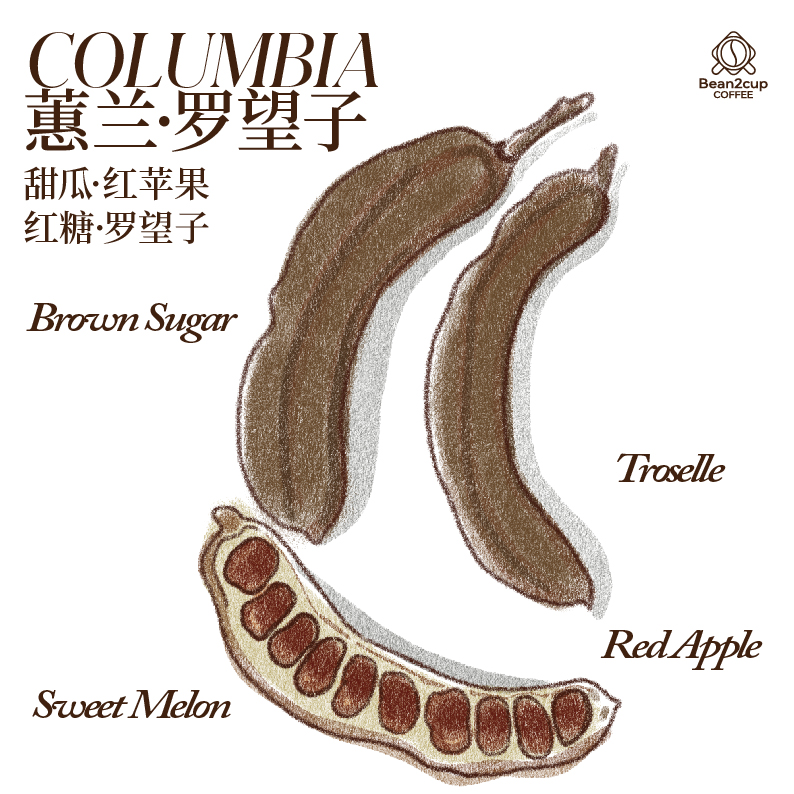 COLUMBIA
蕙兰·罗望子
甜瓜·红苹果
红糖·罗望子
Bean2cup
COFFEE
Brown Sugar
Troselle
Red Apple
Sweet Melon